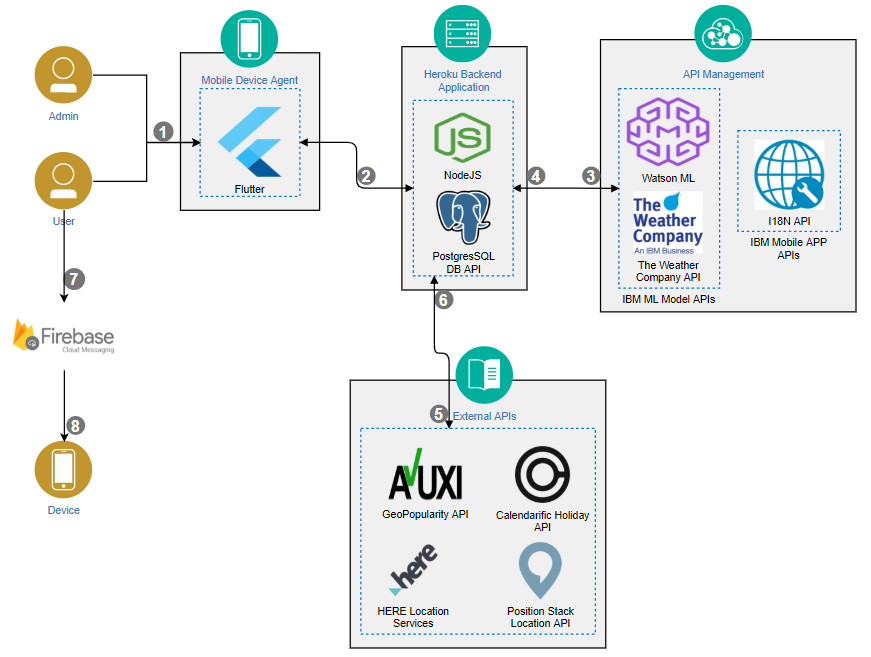 Admin
User
7
Firebase
Cloud Messaging
8
Device
1
Mobile Device Agent
Flutter
2
Heroku Backend
Application
JS
NodeJS
PostgresSQL
DB API
4
3
6
API Management
Watson ML
The
Weather
Company
An IBM Business
The Weather
Company API
IBM ML Model APIs
I18N API
IBM Mobile APP
APIs
5
External APIs
AVUXI
GeoPopularity API
Calendarific Holiday
API
here
HERE Location
Services
Position Stack
Location API